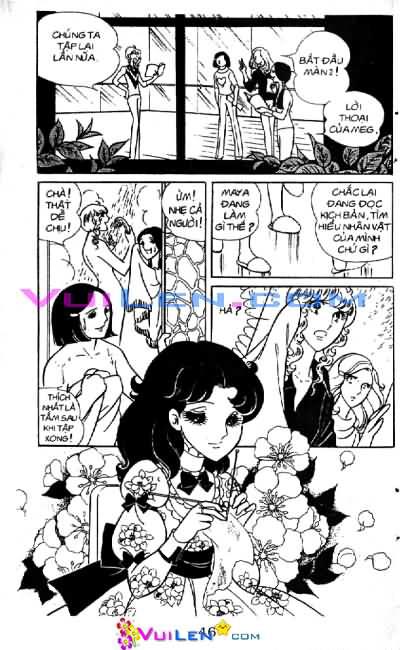 CHÚNG TA
TẬP LẠI
LẦN NỮA.
BẮT ĐẦU
MÀN 2!
LỜI
THOẠI
CỦA MEG.
CHÀ!
THẬT
DỄ
CHỊU!
ỪM!
NHẸ CẢ
NGƯỜI!
MAYA
ĐANG
LÀM
GÌ THẾ?
CHẮC LẠI
ĐANG ĐỌC
KỊCH BẢN, TÌM
HIỂU NHÂN VẬT
CỦA MÌNH
CHỨ GÌ?
VUILEN.COM
HẢ?
THÍCH
NHẤT LÀ
TẮM SAU
KHI TẬP
XONG!
16
VUILEN.com